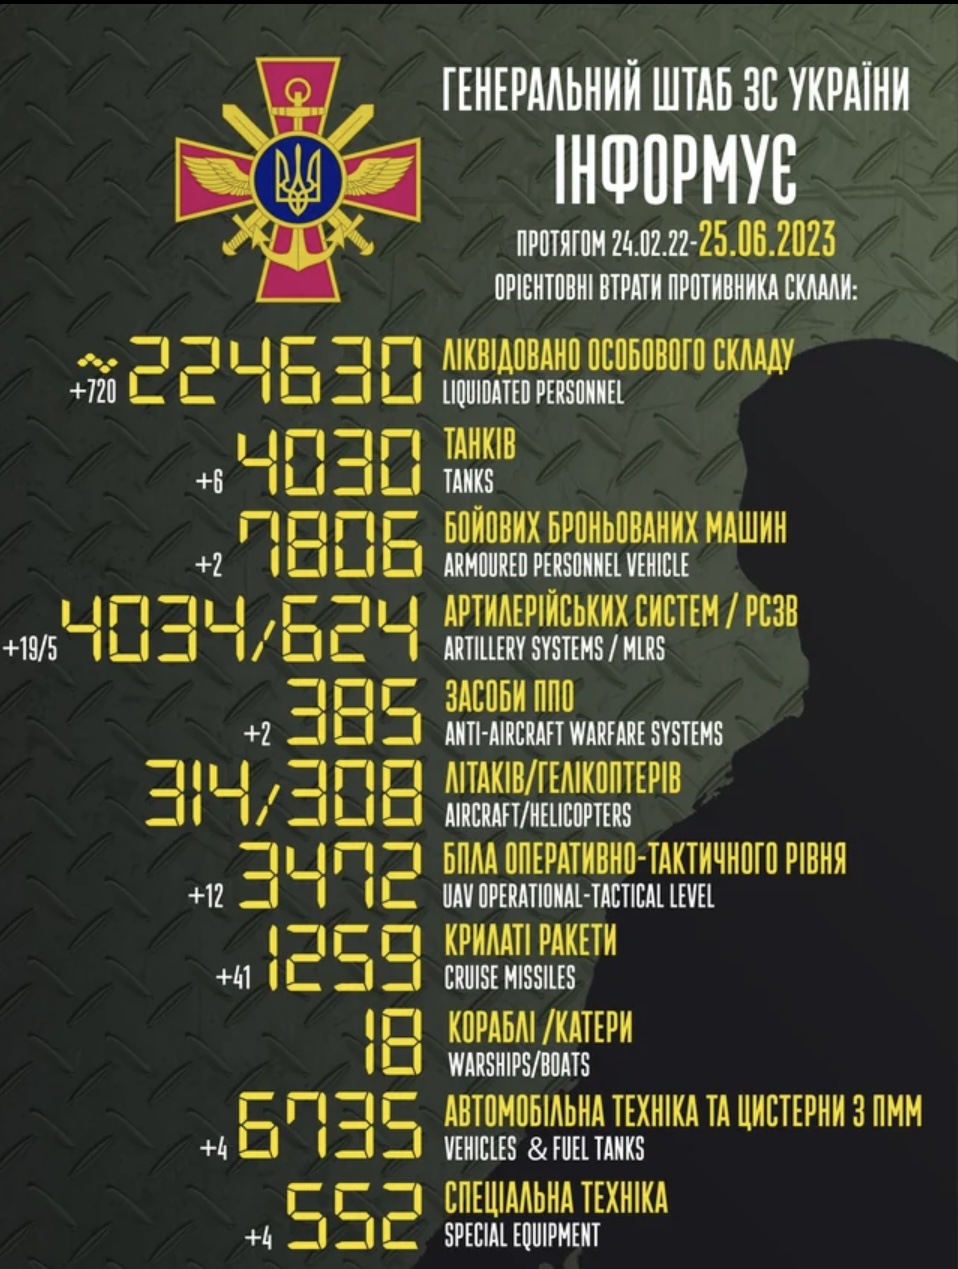 ГЕНЕРАЛЬНИЙ ШТАБ ЗС УКРАЇНИ
ІНФОРМУЄ
ПРОТЯГОМ 24.02.22-25.06.2023
ОРІЄНТОВНІ ВТРАТИ ПРОТИВНИКА СКЛАЛИ:
+720 ~224630 ЛІКВІДОВАНО ОСОБОВОГО СКЛАДУ
LIQUIDATED PERSONNEL
+6 4030 ТАНКІВ
TANKS
+2 7806 БОЙОВИХ БРОНЬОВАНИХ МАШИН
ARMOURED PERSONNEL VEHICLE
+19/5 4034/624 АРТИЛЕРІЙСЬКИХ СИСТЕМ / РСЗВ
ARTILLERY SYSTEMS / MLRS
+2 385 ЗАСОБИ ППО
ANTI-AIRCRAFT WARFARE SYSTEMS
314/308 ЛІТАКІВ/ГЕЛІКОПТЕРІВ
AIRCRAFT/HELICOPTERS
+12 3472 БПЛА ОПЕРАТИВНО-ТАКТИЧНОГО РІВНЯ
UAV OPERATIONAL-TACTICAL LEVEL
+41 1259 КРИЛАТІ РАКЕТИ
CRUISE MISSILES
18 КОРАБЛІ /КАТЕРИ
WARSHIPS/BOATS
+4 6735 АВТОМОБІЛЬНА ТЕХНІКА ТА ЦИСТЕРНИ З ПММ
VEHICLES & FUEL TANKS
+4 552 СПЕЦІАЛЬНА ТЕХНІКА
SPECIAL EQUIPMENT